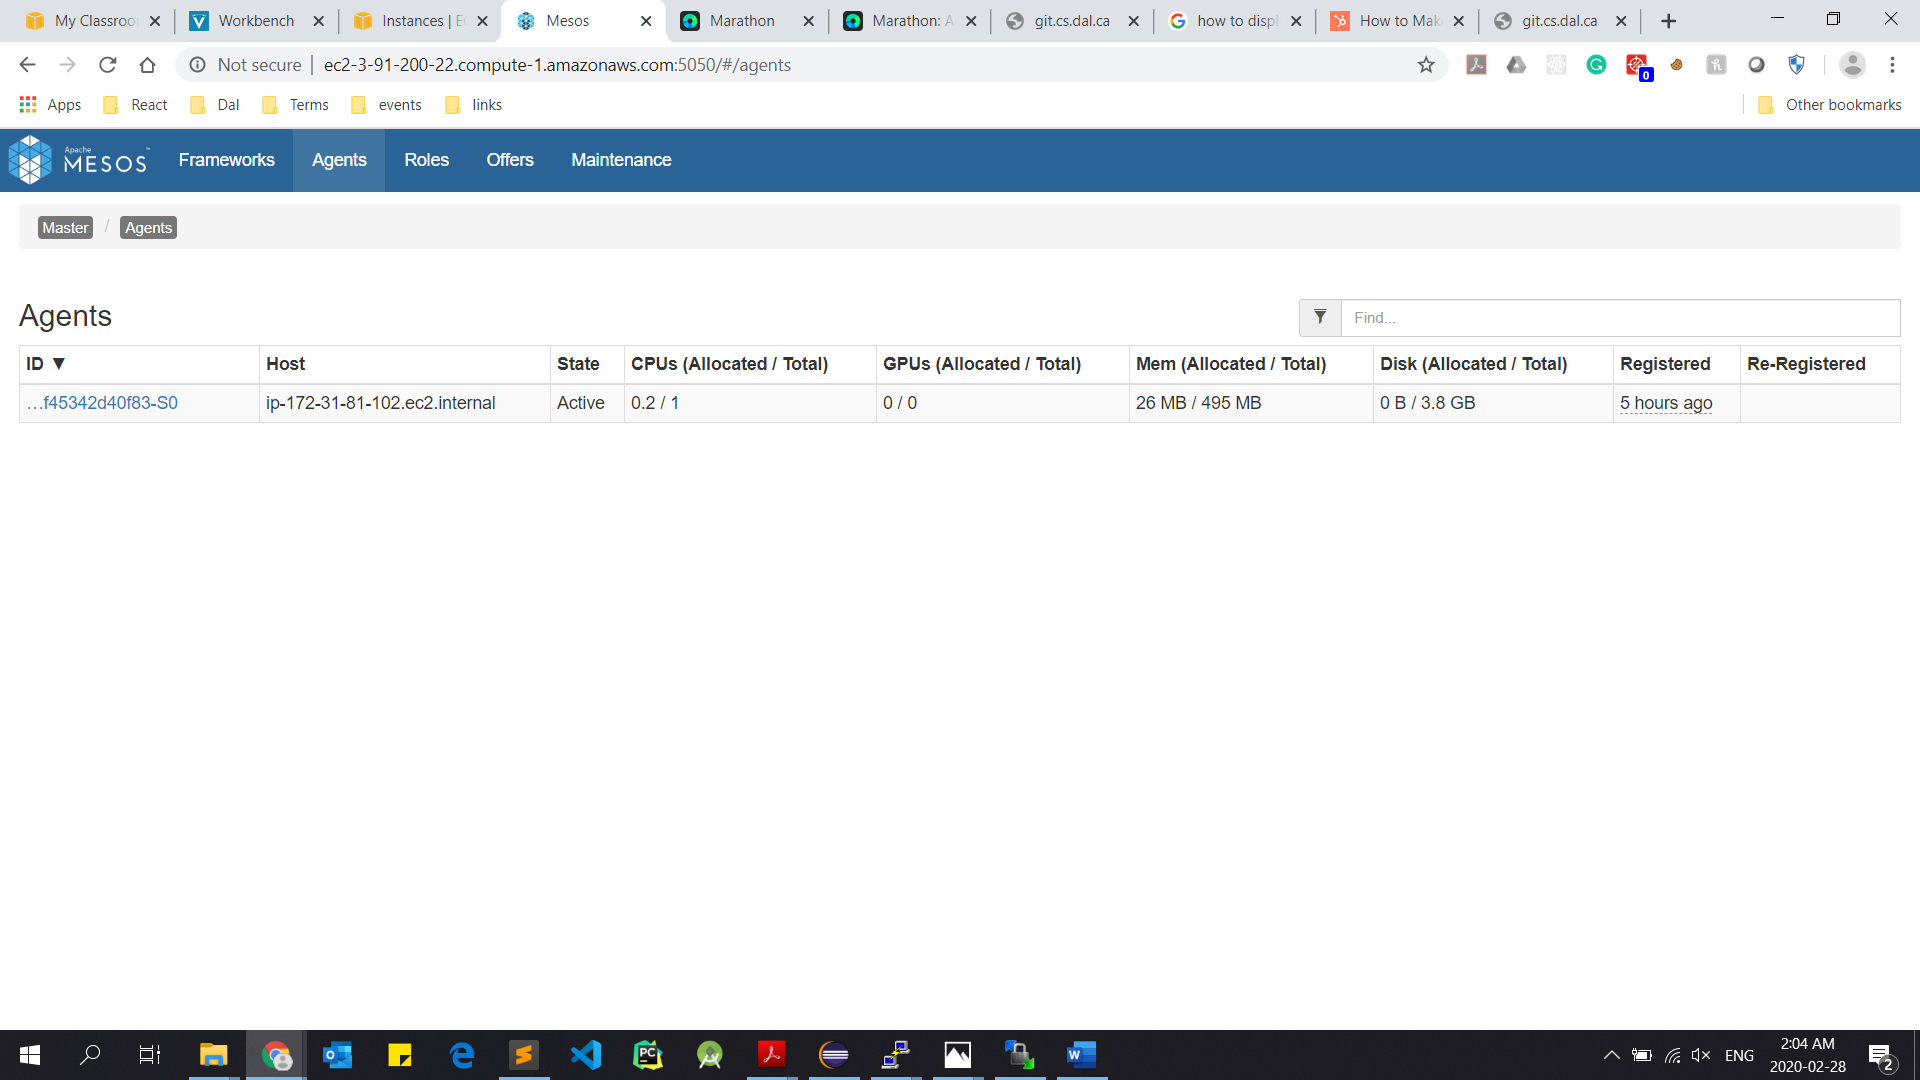 My Classroo
Workbench
Instances | E
Mesos
Marathon
Marathon: A
git.cs.dal.ca
how to displ
How to Mak
git.cs.dal.ca
Not secure
ec2-3-91-200-22.compute-1.amazonaws.com:5050/#/agents
0
Apps
React
Dal
Terms
events
links
Other bookmarks
Apache
MESOS
Frameworks
Agents
Roles
Offers
Maintenance
Master / Agents
Agents
Find...
ID ▼ Host State CPUs (Allocated / Total) GPUs (Allocated / Total) Mem (Allocated / Total) Disk (Allocated / Total) Registered Re-Registered
…f45342d40f83-S0 ip-172-31-81-102.ec2.internal Active 0.2 / 1 0 / 0 26 MB / 495 MB 0 B / 3.8 GB 5 hours ago
ENG
2:04 AM
2020-02-28
2